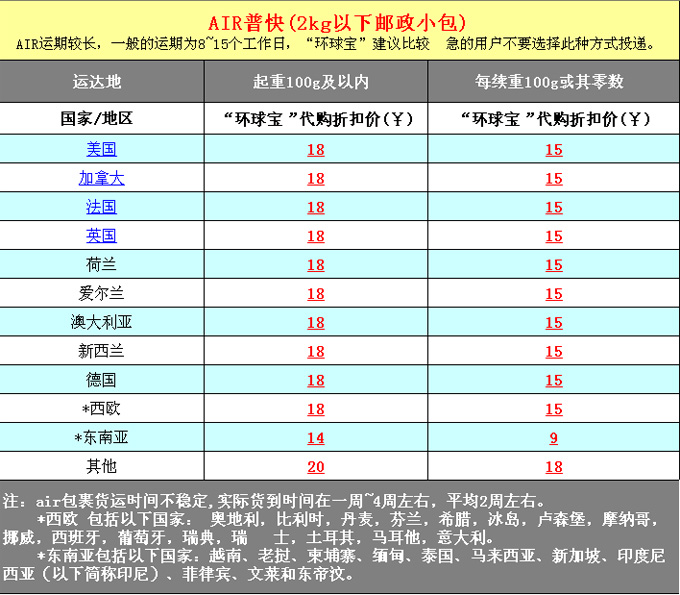 AIR普快(2kg以下邮政小包)
AIR运期较长，一般的运期为8~15个工作日，“环球宝”建议比较　急的用户不要选择此种方式投递。
运达地 起重100g及以内 每续重100g或其零数
国家/地区 “环球宝 ”代购折扣价(￥) “环球宝 ”代购折扣价(￥)
美国 18 15
加拿大 18 15
法国 18 15
英国 18 15
荷兰 18 15
爱尔兰 18 15
澳大利亚 18 15
新西兰 18 15
德国 18 15
*西欧 18 15
*东南亚 14 9
其他 20 18
注：air包裹货运时间不稳定,实际货到时间在一周~4周左右，平均2周左右。
*西欧 包括以下国家： 奥地利，比利时，丹麦，芬兰，希腊，冰岛，卢森堡，摩纳哥，
挪威，西班牙，葡萄牙，瑞典，瑞　 士，土耳其，马耳他，意大利。
*东南亚包括以下国家:越南、老挝、柬埔寨、缅甸、泰国、马来西亚、新加坡、印度尼
西亚（以下简称印尼）、菲律宾、文莱和东帝汶。